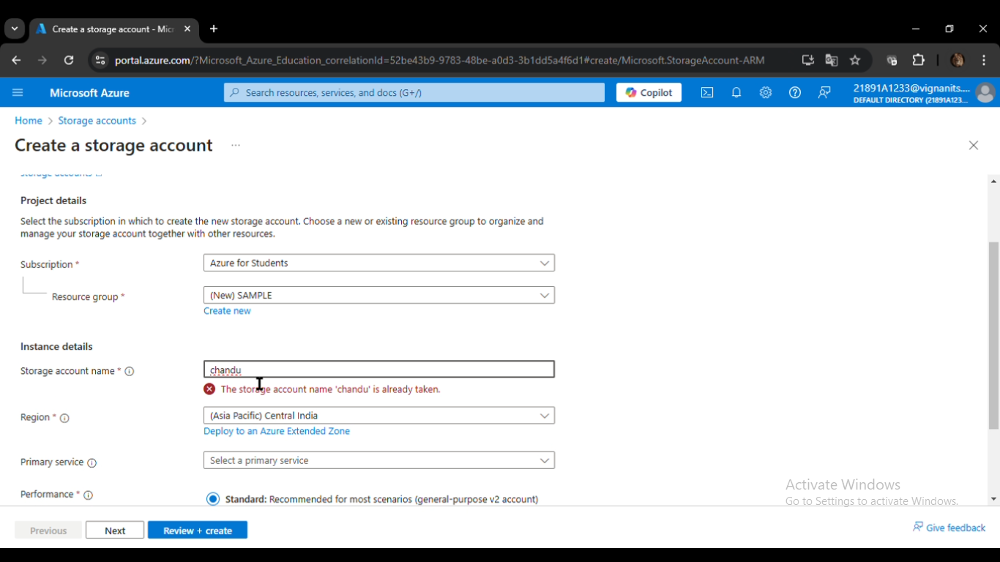 Create a storage account - Mic
portal.azure.com/?Microsoft_Azure_Education_correlationId=52be43b9-9783-48be-a0d3-3b1dd5a4f6d1#create/Microsoft.StorageAccount-ARM
Microsoft Azure
Search resources, services, and docs (G+/)
Copilot
21891A1233@vignanits....
DEFAULT DIRECTORY (21891A123...
Home > Storage accounts >
Create a storage account ...
storage accounts
Project details
Select the subscription in which to create the new storage account. Choose a new or existing resource group to organize and
manage your storage account together with other resources.
Subscription *
Azure for Students
Resource group *
(New) SAMPLE
Create new
Instance details
Storage account name *
chandu
The storage account name 'chandu' is already taken.
Region *
(Asia Pacific) Central India
Deploy to an Azure Extended Zone
Primary service
Select a primary service
Performance *
Standard: Recommended for most scenarios (general-purpose v2 account)
Activate Windows
Go to Settings to activate Windows.
Previous
Next
Review + create
Give feedback